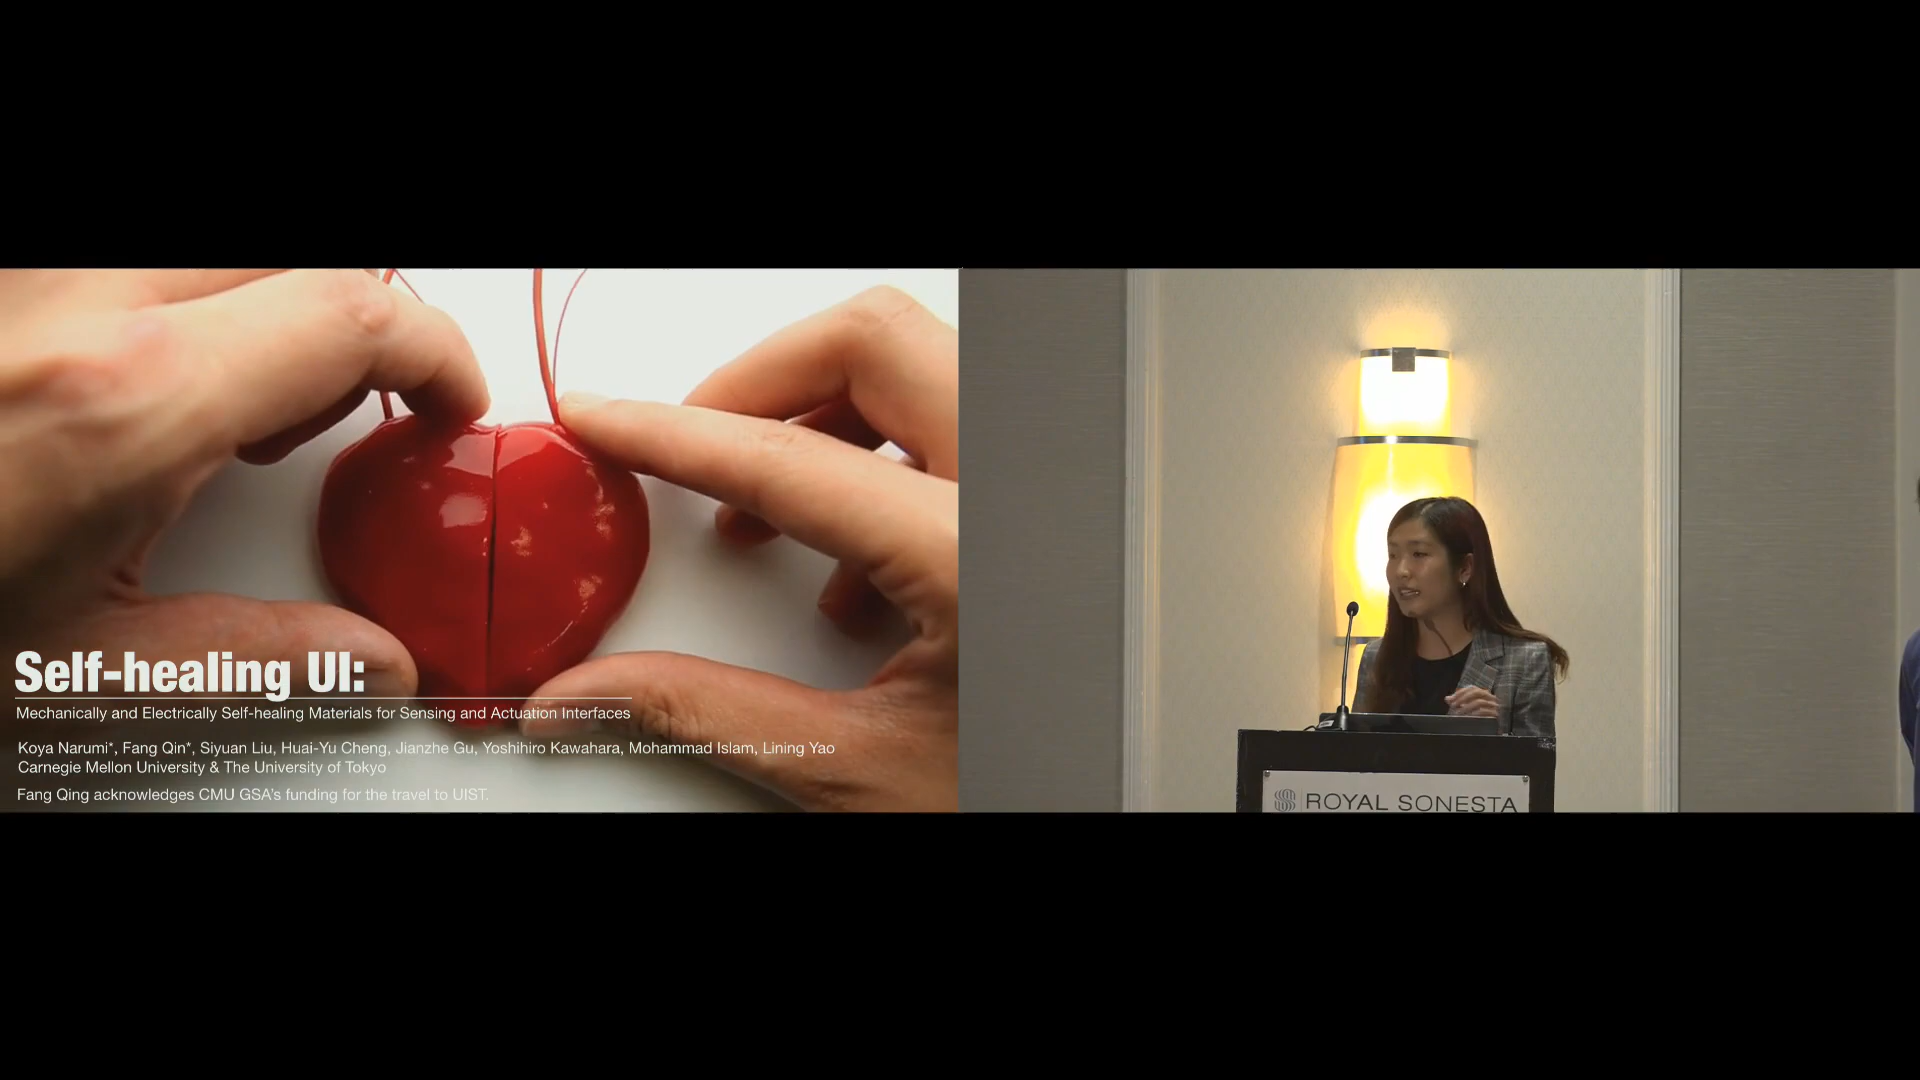 Self-healing UI:
Mechanically and Electrically Self-healing Materials for Sensing and Actuation Interfaces
Koya Narumi*, Fang Qin*, Siyuan Liu, Huai-Yu Cheng, Jianzhe Gu, Yoshihiro Kawahara, Mohammad Islam, Lining Yao
Carnegie Mellon University & The University of Tokyo
Fang Qing acknowledges CMU GSA's funding for the travel to UIST.
ROYAL SONESTA